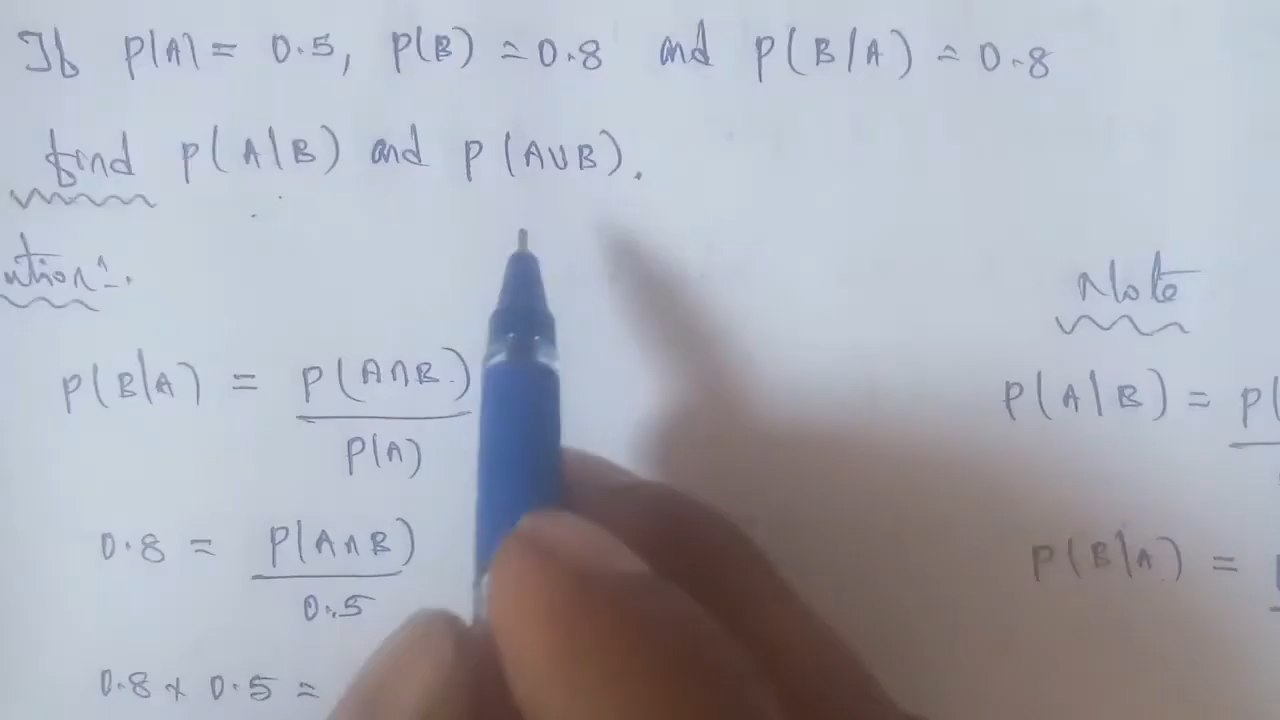 If P(A) = 0.5, P(B) = 0.8 and P(B/A) = 0.8
find P(A|B) and P(A∪B).
ution:-.
Note
P(B|A) = P(A∩B)
P(A)
P(A|B) = P(
0.8 = P(A∩B)
0.5
P(B|A) =
0.8 × 0.5 =